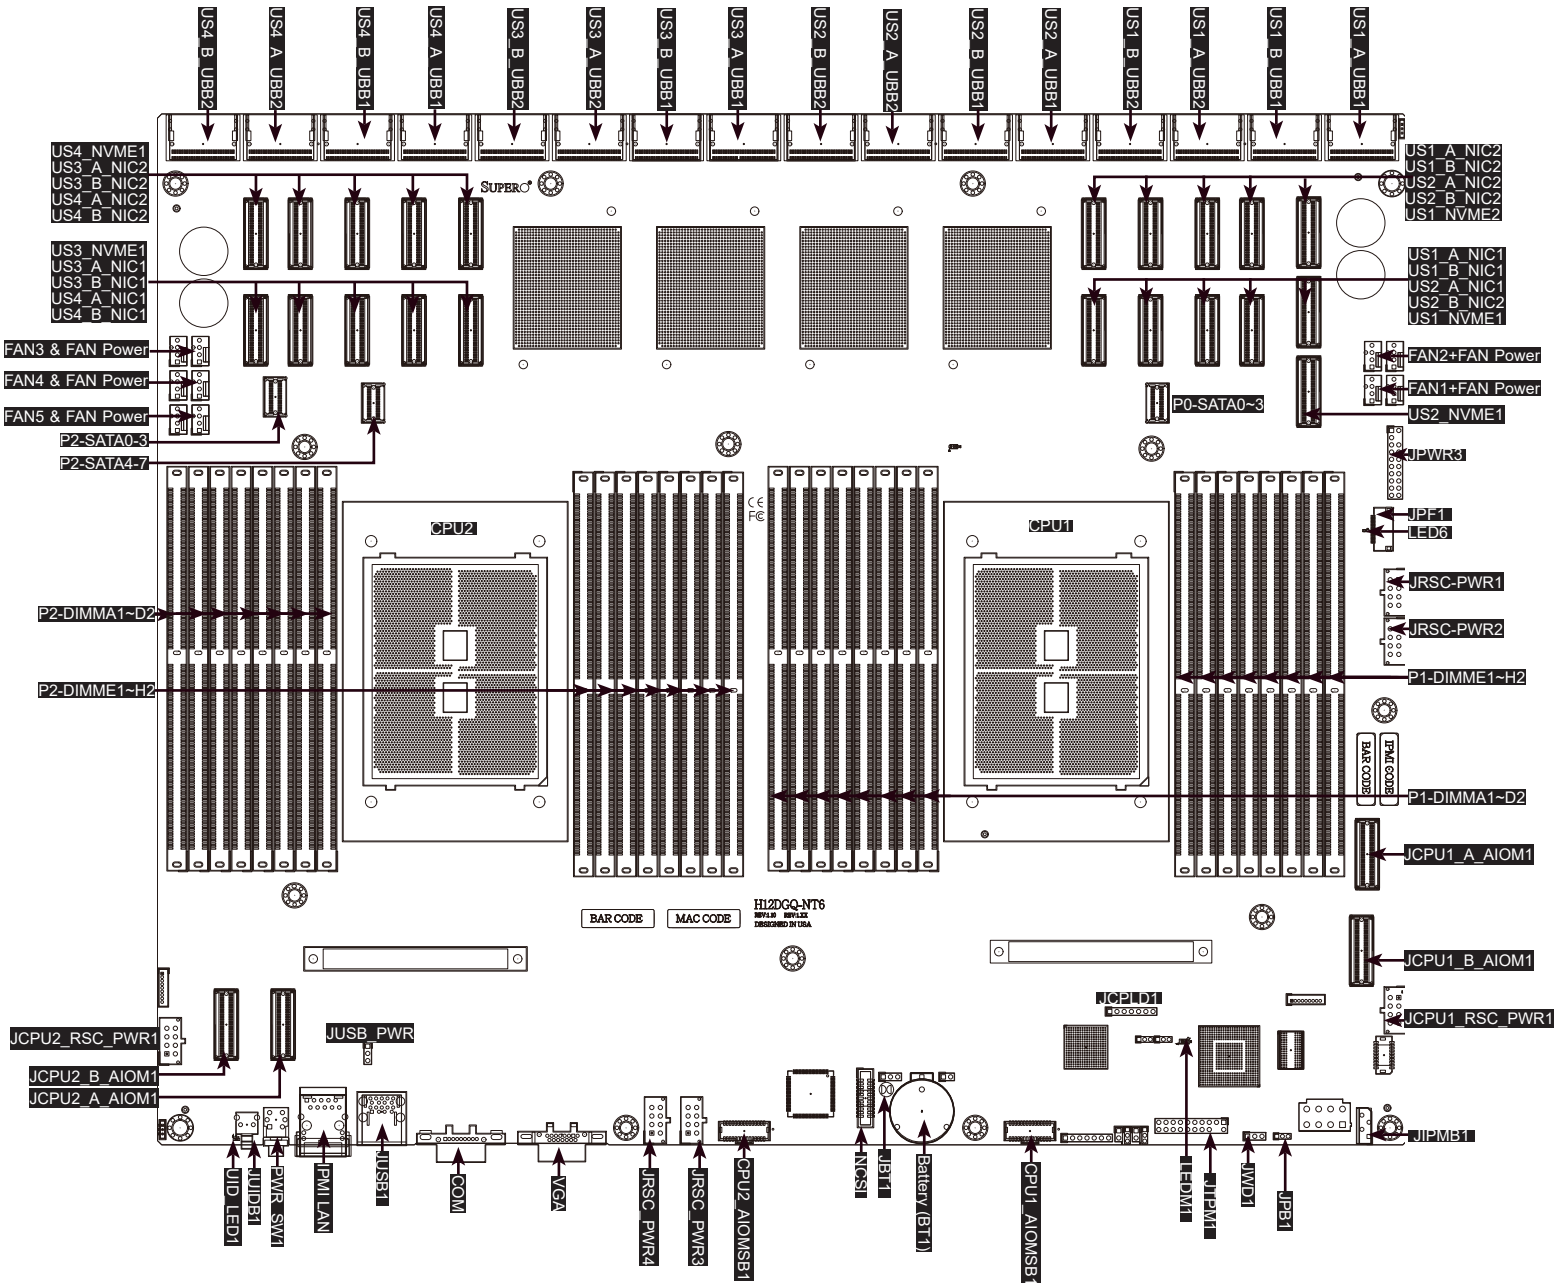 US4_B_UBB2
US4_A_UBB2
US4_B_UBB1
US4_A_UBB1
US3_B_UBB2
US3_A_UBB2
US3_B_UBB1
US3_A_UBB1
US2_B_UBB2
US2_A_UBB2
US2_B_UBB1
US2_A_UBB1
US1_B_UBB2
US1_A_UBB2
US1_B_UBB1
US1_A_UBB1
US4_NVME1
US3_A_NIC2
US3_B_NIC2
US4_A_NIC2
US4_B_NIC2
SUPERO
US1_A_NIC2
US1_B_NIC2
US2_A_NIC2
US2_B_NIC2
US1_NVME2
US3_NVME1
US3_A_NIC1
US3_B_NIC1
US4_A_NIC1
US4_B_NIC1
US1_A_NIC1
US1_B_NIC1
US2_A_NIC1
US2_B_NIC2
US1_NVME1
FAN3 & FAN Power
FAN4 & FAN Power
FAN5 & FAN Power
P2-SATA0-3
P2-SATA4-7
FAN2+FAN Power
FAN1+FAN Power
P0-SATA0~3
US2_NVME1
JPWR3
CE
FC
CPU2
CPU1
JPF1
LED6
JRSC-PWR1
JRSC-PWR2
P2-DIMMA1~D2
P2-DIMME1~H2
P1-DIMME1~H2
BAR CODE
IPMI CODE
P1-DIMMA1~D2
JCPU1_A_AIOM1
BAR CODE
MAC CODE
H12DGQ-NT6
DESIGNED IN USA
JCPU1_B_AIOM1
JCPLD1
JCPU1_RSC_PWR1
JCPU2_RSC_PWR1
JUSB_PWR
JCPU2_B_AIOM1
JCPU2_A_AIOM1
JIPMB1
UID_LED1
JUIDB1
PWR_SW1
IPMI LAN
JUSB1
COM
VGA
JRSC_PWR4
JRSC_PWR3
CPU2_AIOMSB1
NCSI
JBT1
Battery (BT1)
CPU1_AIOMSB1
LEDM1
JTPM1
JWD1
JPB1